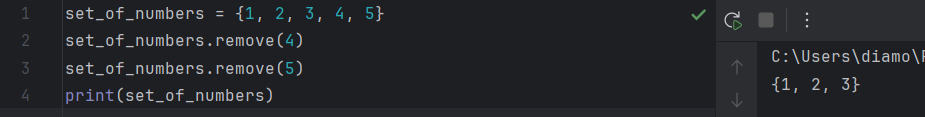 1 set_of_numbers = {1, 2, 3, 4, 5}
2 set_of_numbers.remove(4)
3 set_of_numbers.remove(5)
4 print(set_of_numbers)
C:\Users\diamo\
{1, 2, 3}